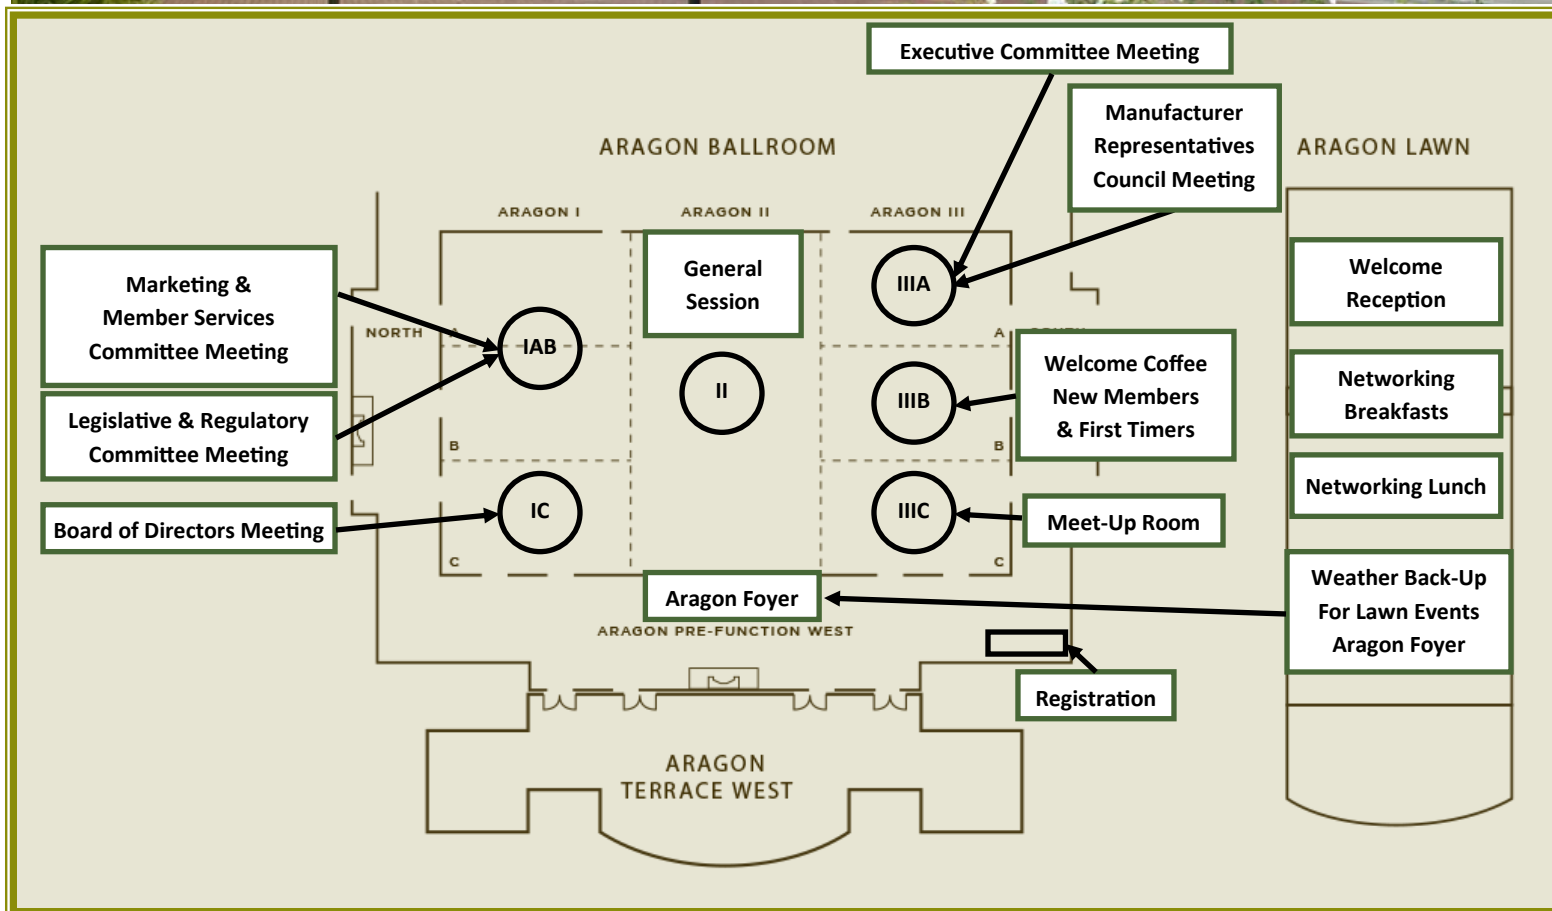 Executive Committee Meeting
Manufacturer
Representatives
Council Meeting
ARAGON BALLROOM
ARAGON LAWN
ARAGON I
ARAGON II
ARAGON III
Marketing &
Member Services
Committee Meeting
General
Session
IIIA
Welcome
Reception
NORTH
A
IAB
A
II
Welcome Coffee
New Members
& First Timers
IIIB
Networking
Breakfasts
Legislative & Regulatory
Committee Meeting
B
B
Networking Lunch
Board of Directors Meeting
IC
IIIC
Meet-Up Room
C
C
Aragon Foyer
Weather Back-Up
For Lawn Events
Aragon Foyer
ARAGON PRE-FUNCTION WEST
Registration
ARAGON
TERRACE WEST